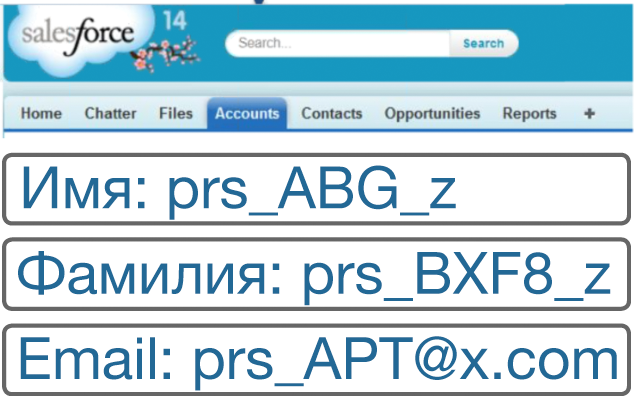 salesforce 14
Search... Search
Home Chatter Files Accounts Contacts Opportunities Reports +
Имя: prs_ABG_z
Фамилия: prs_BXF8_z
Email: prs_APT@x.com